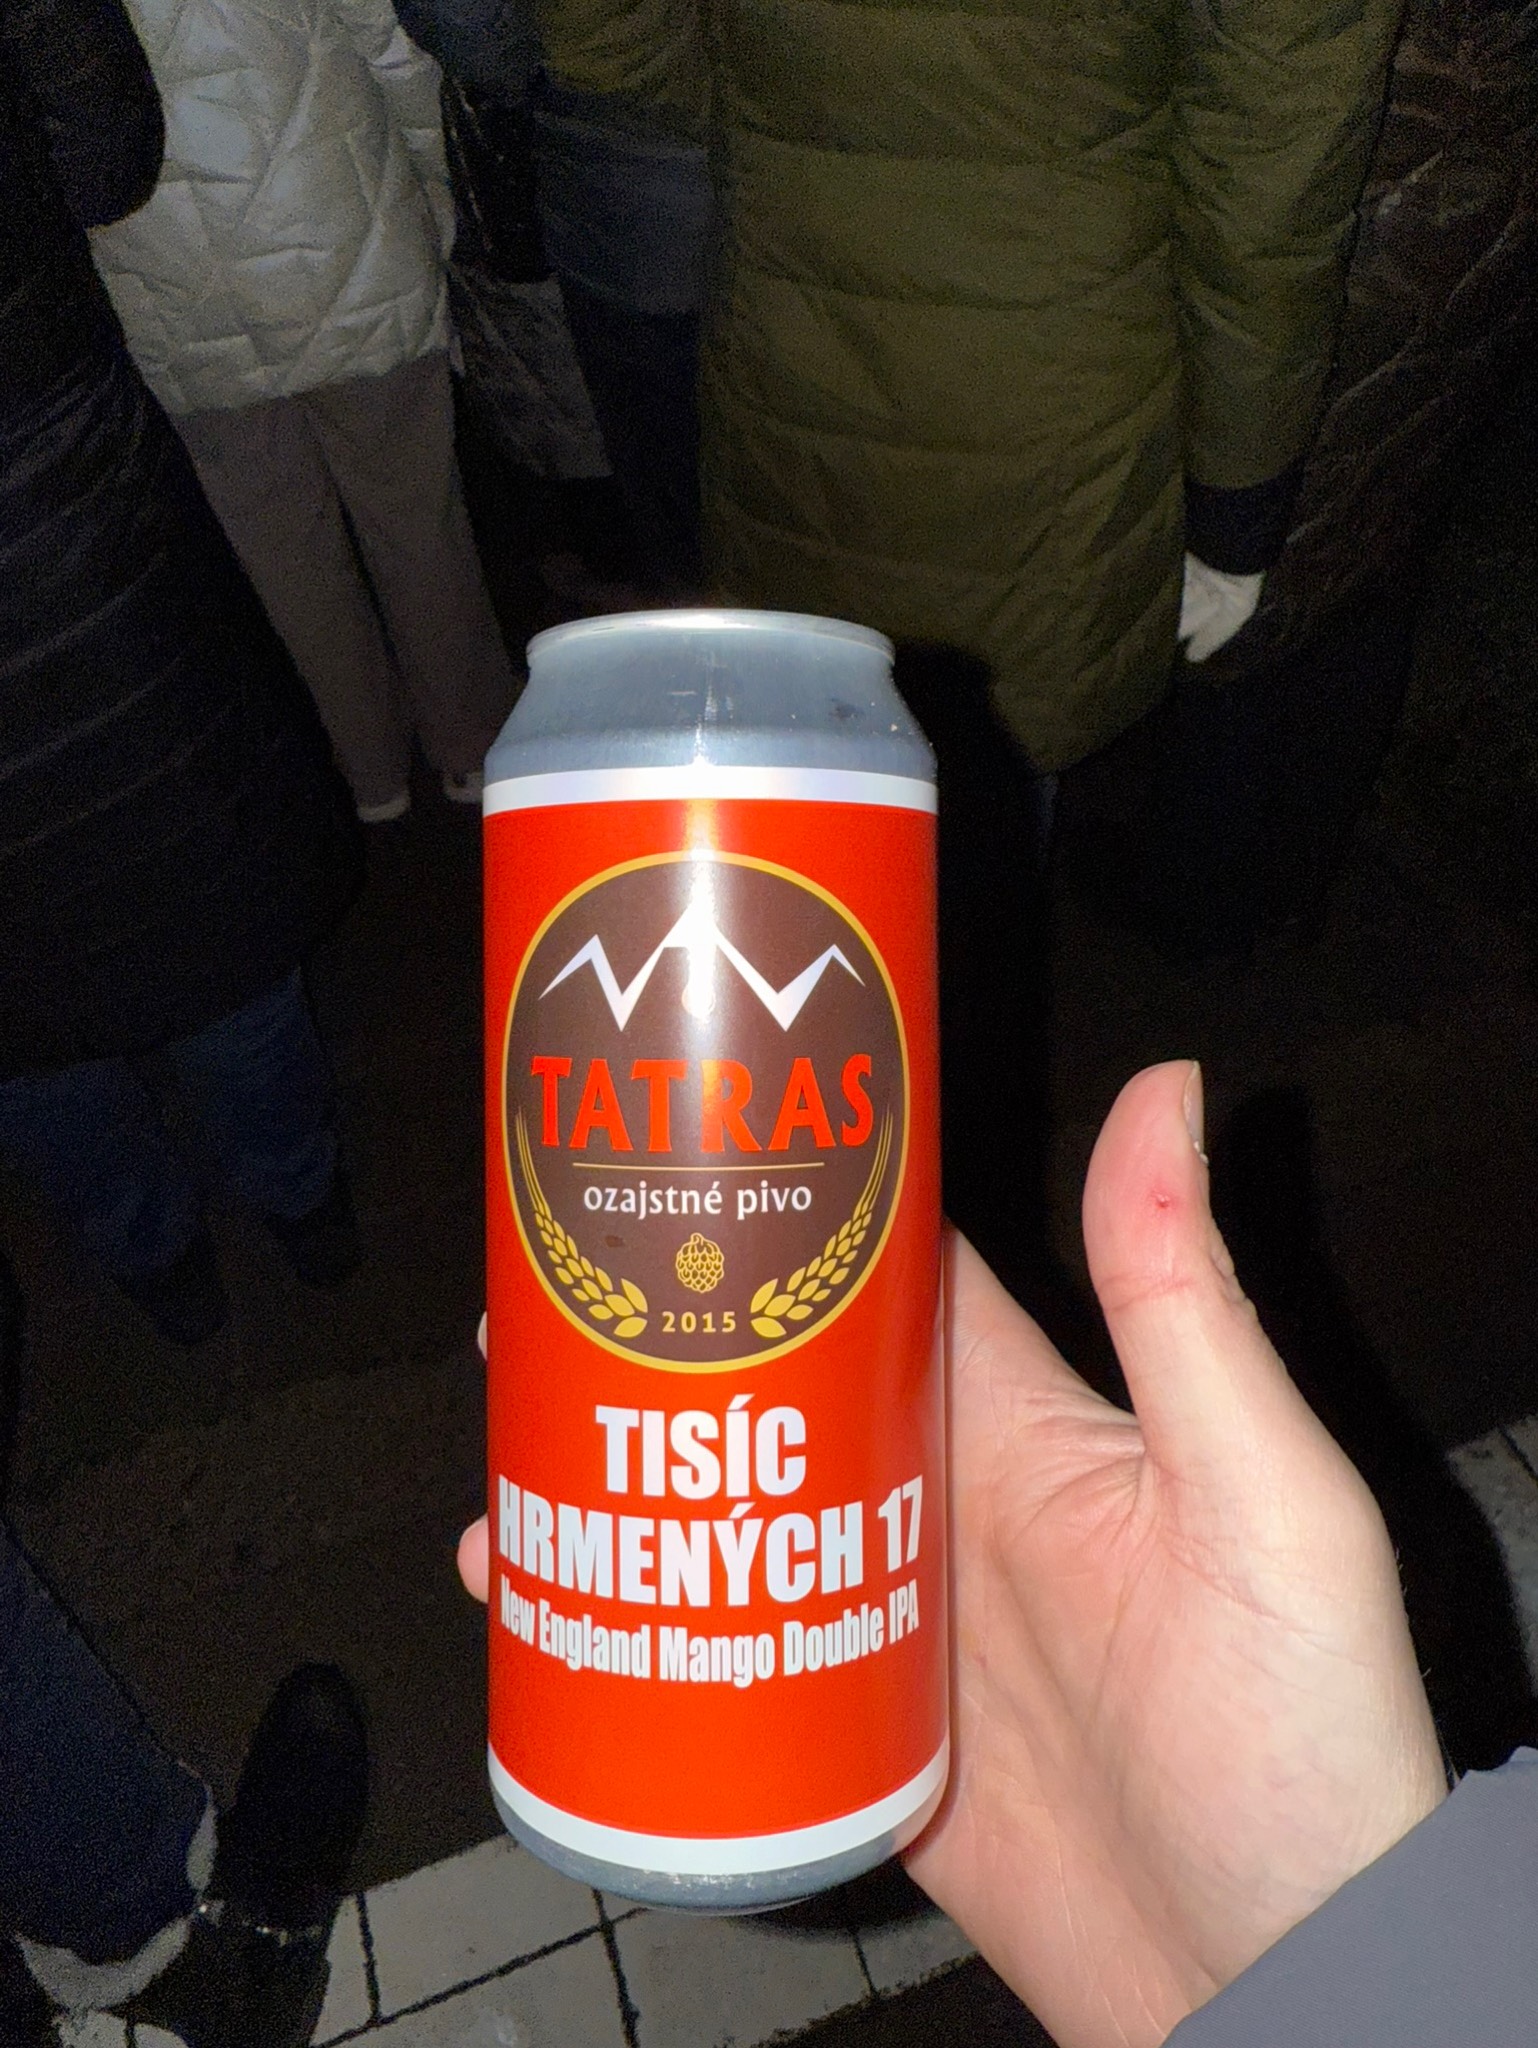 TATRAS
ozajstné pivo
2015
TISÍC
HRMENÝCH 17
New England Mango Double IPA